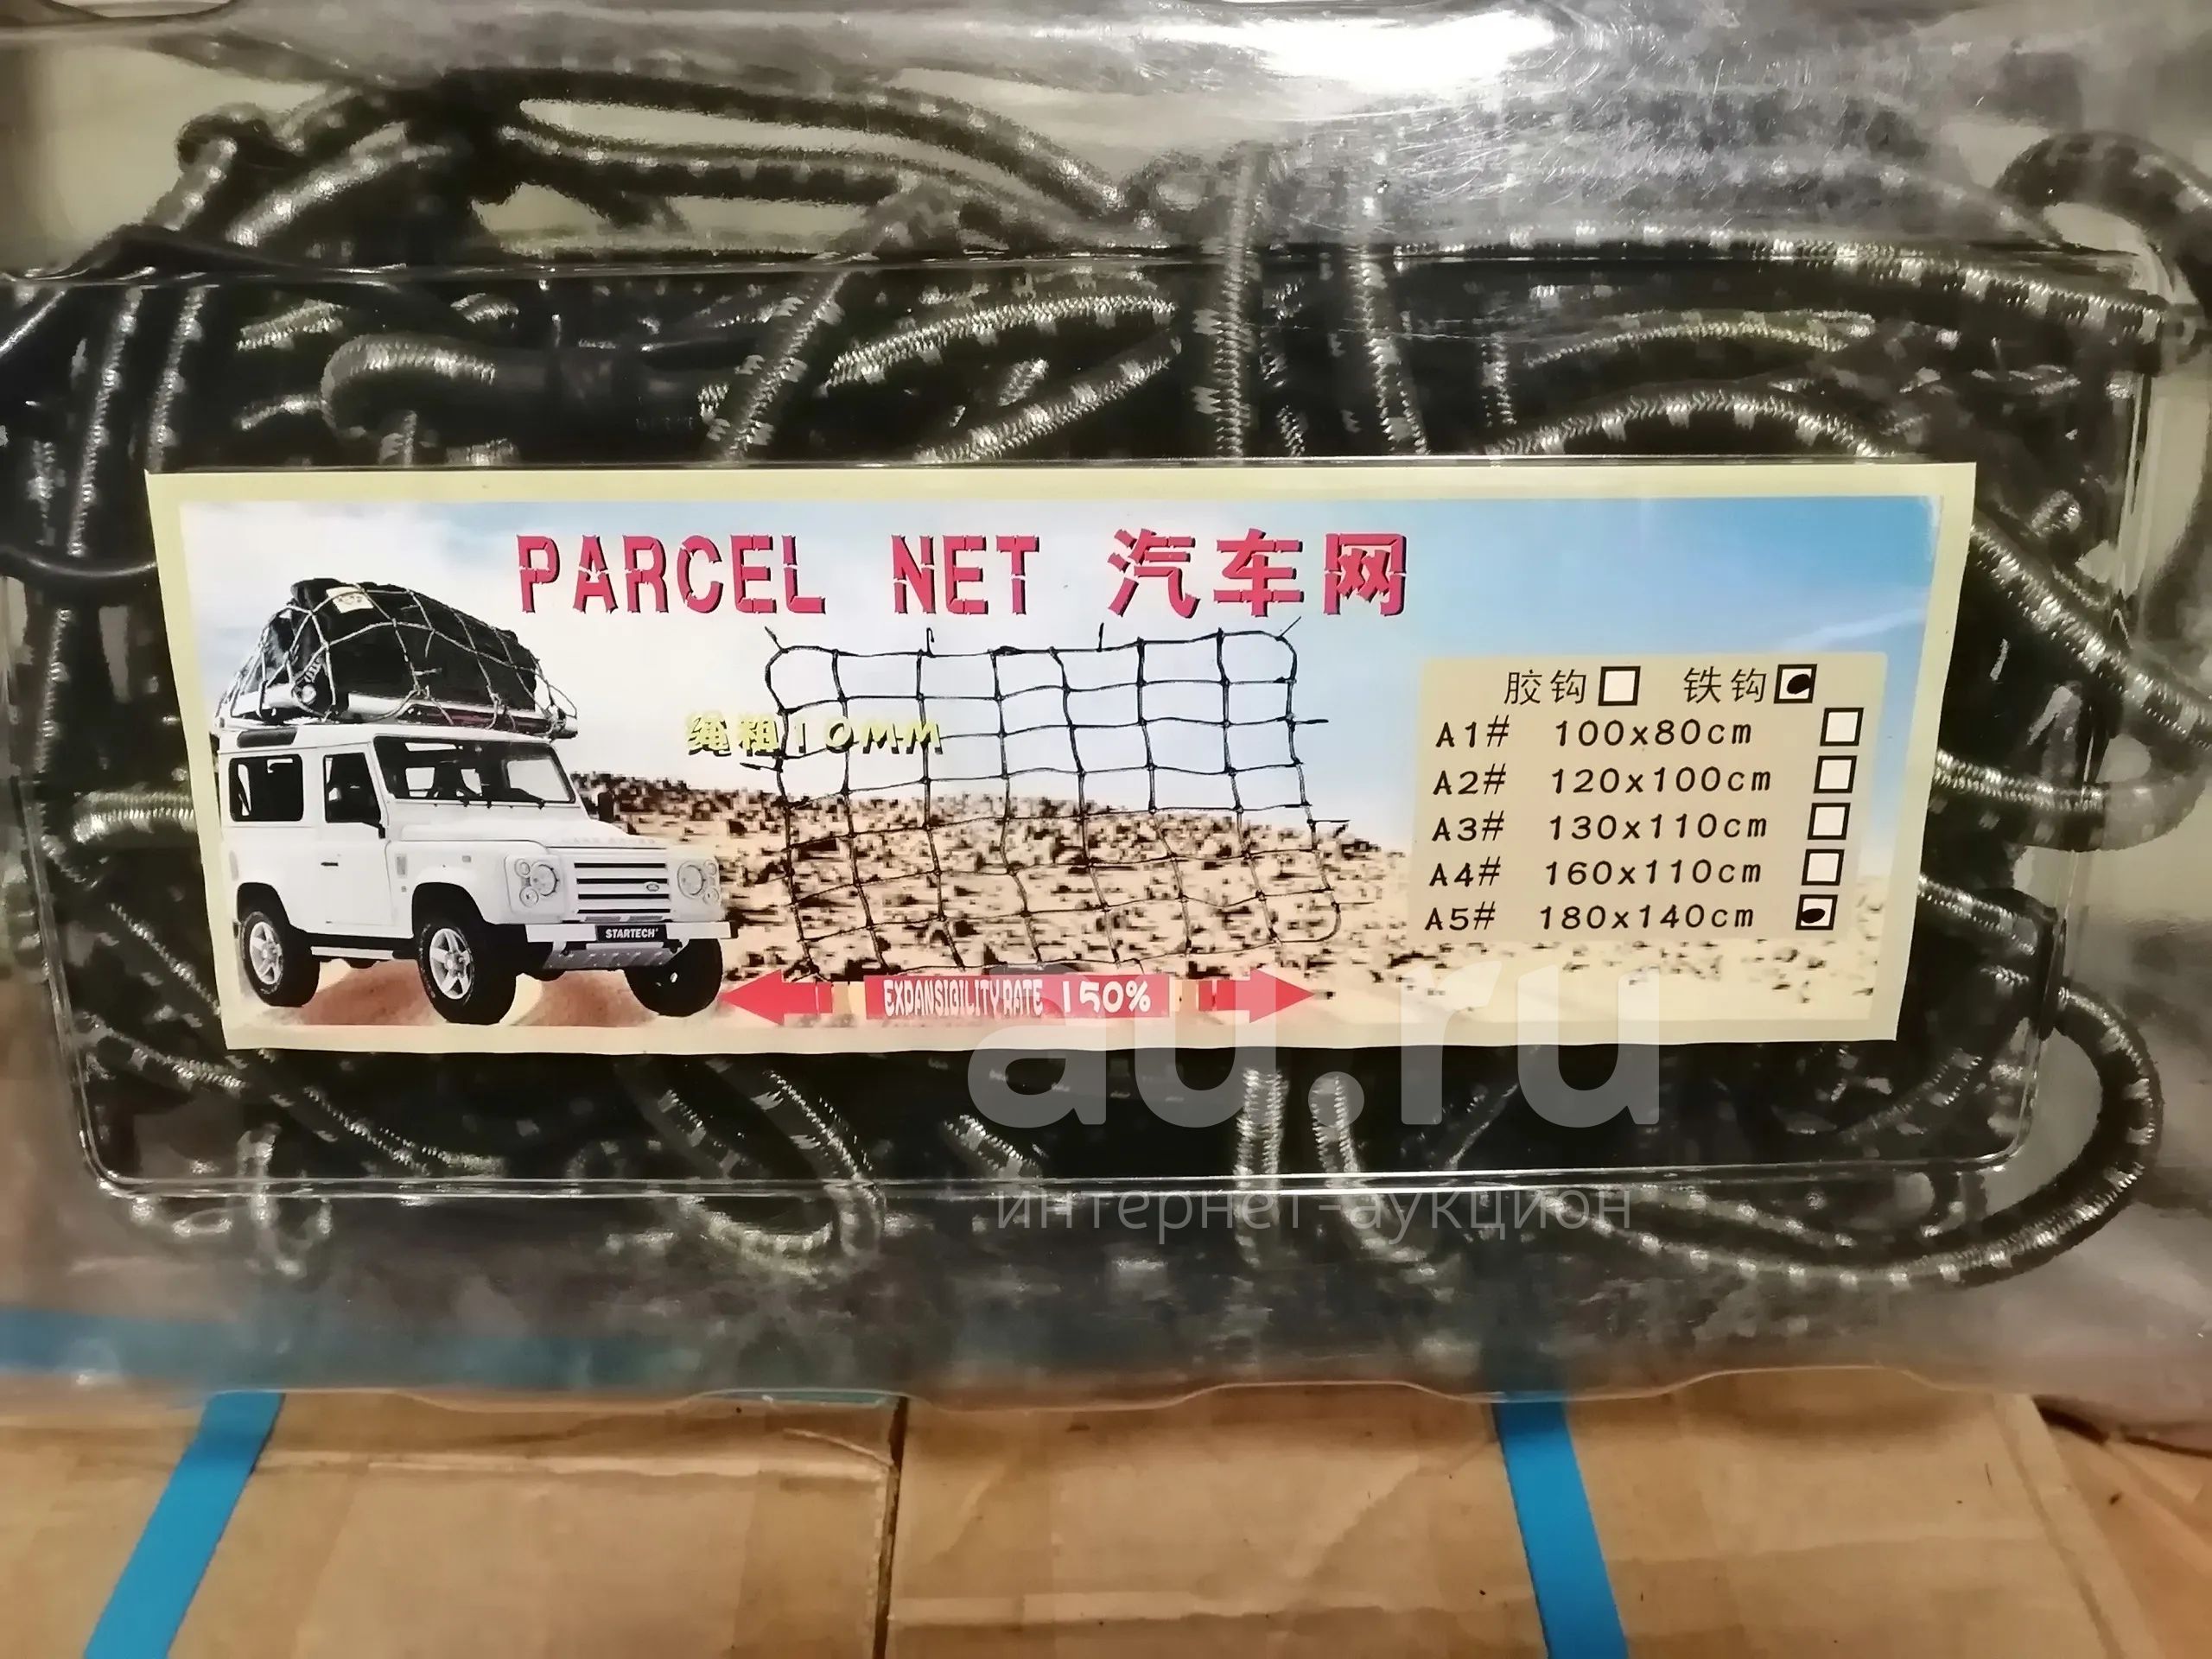 PARCEL NET 汽车网
绳粗10MM
胶钩 铁钩
A1# 100x80cm
A2# 120x100cm
A3# 130x110cm
A4# 160x110cm
A5# 180x140cm
STARTECH
EXPANSIBILITY RATE 150%
au.ru
интернет-аукцион